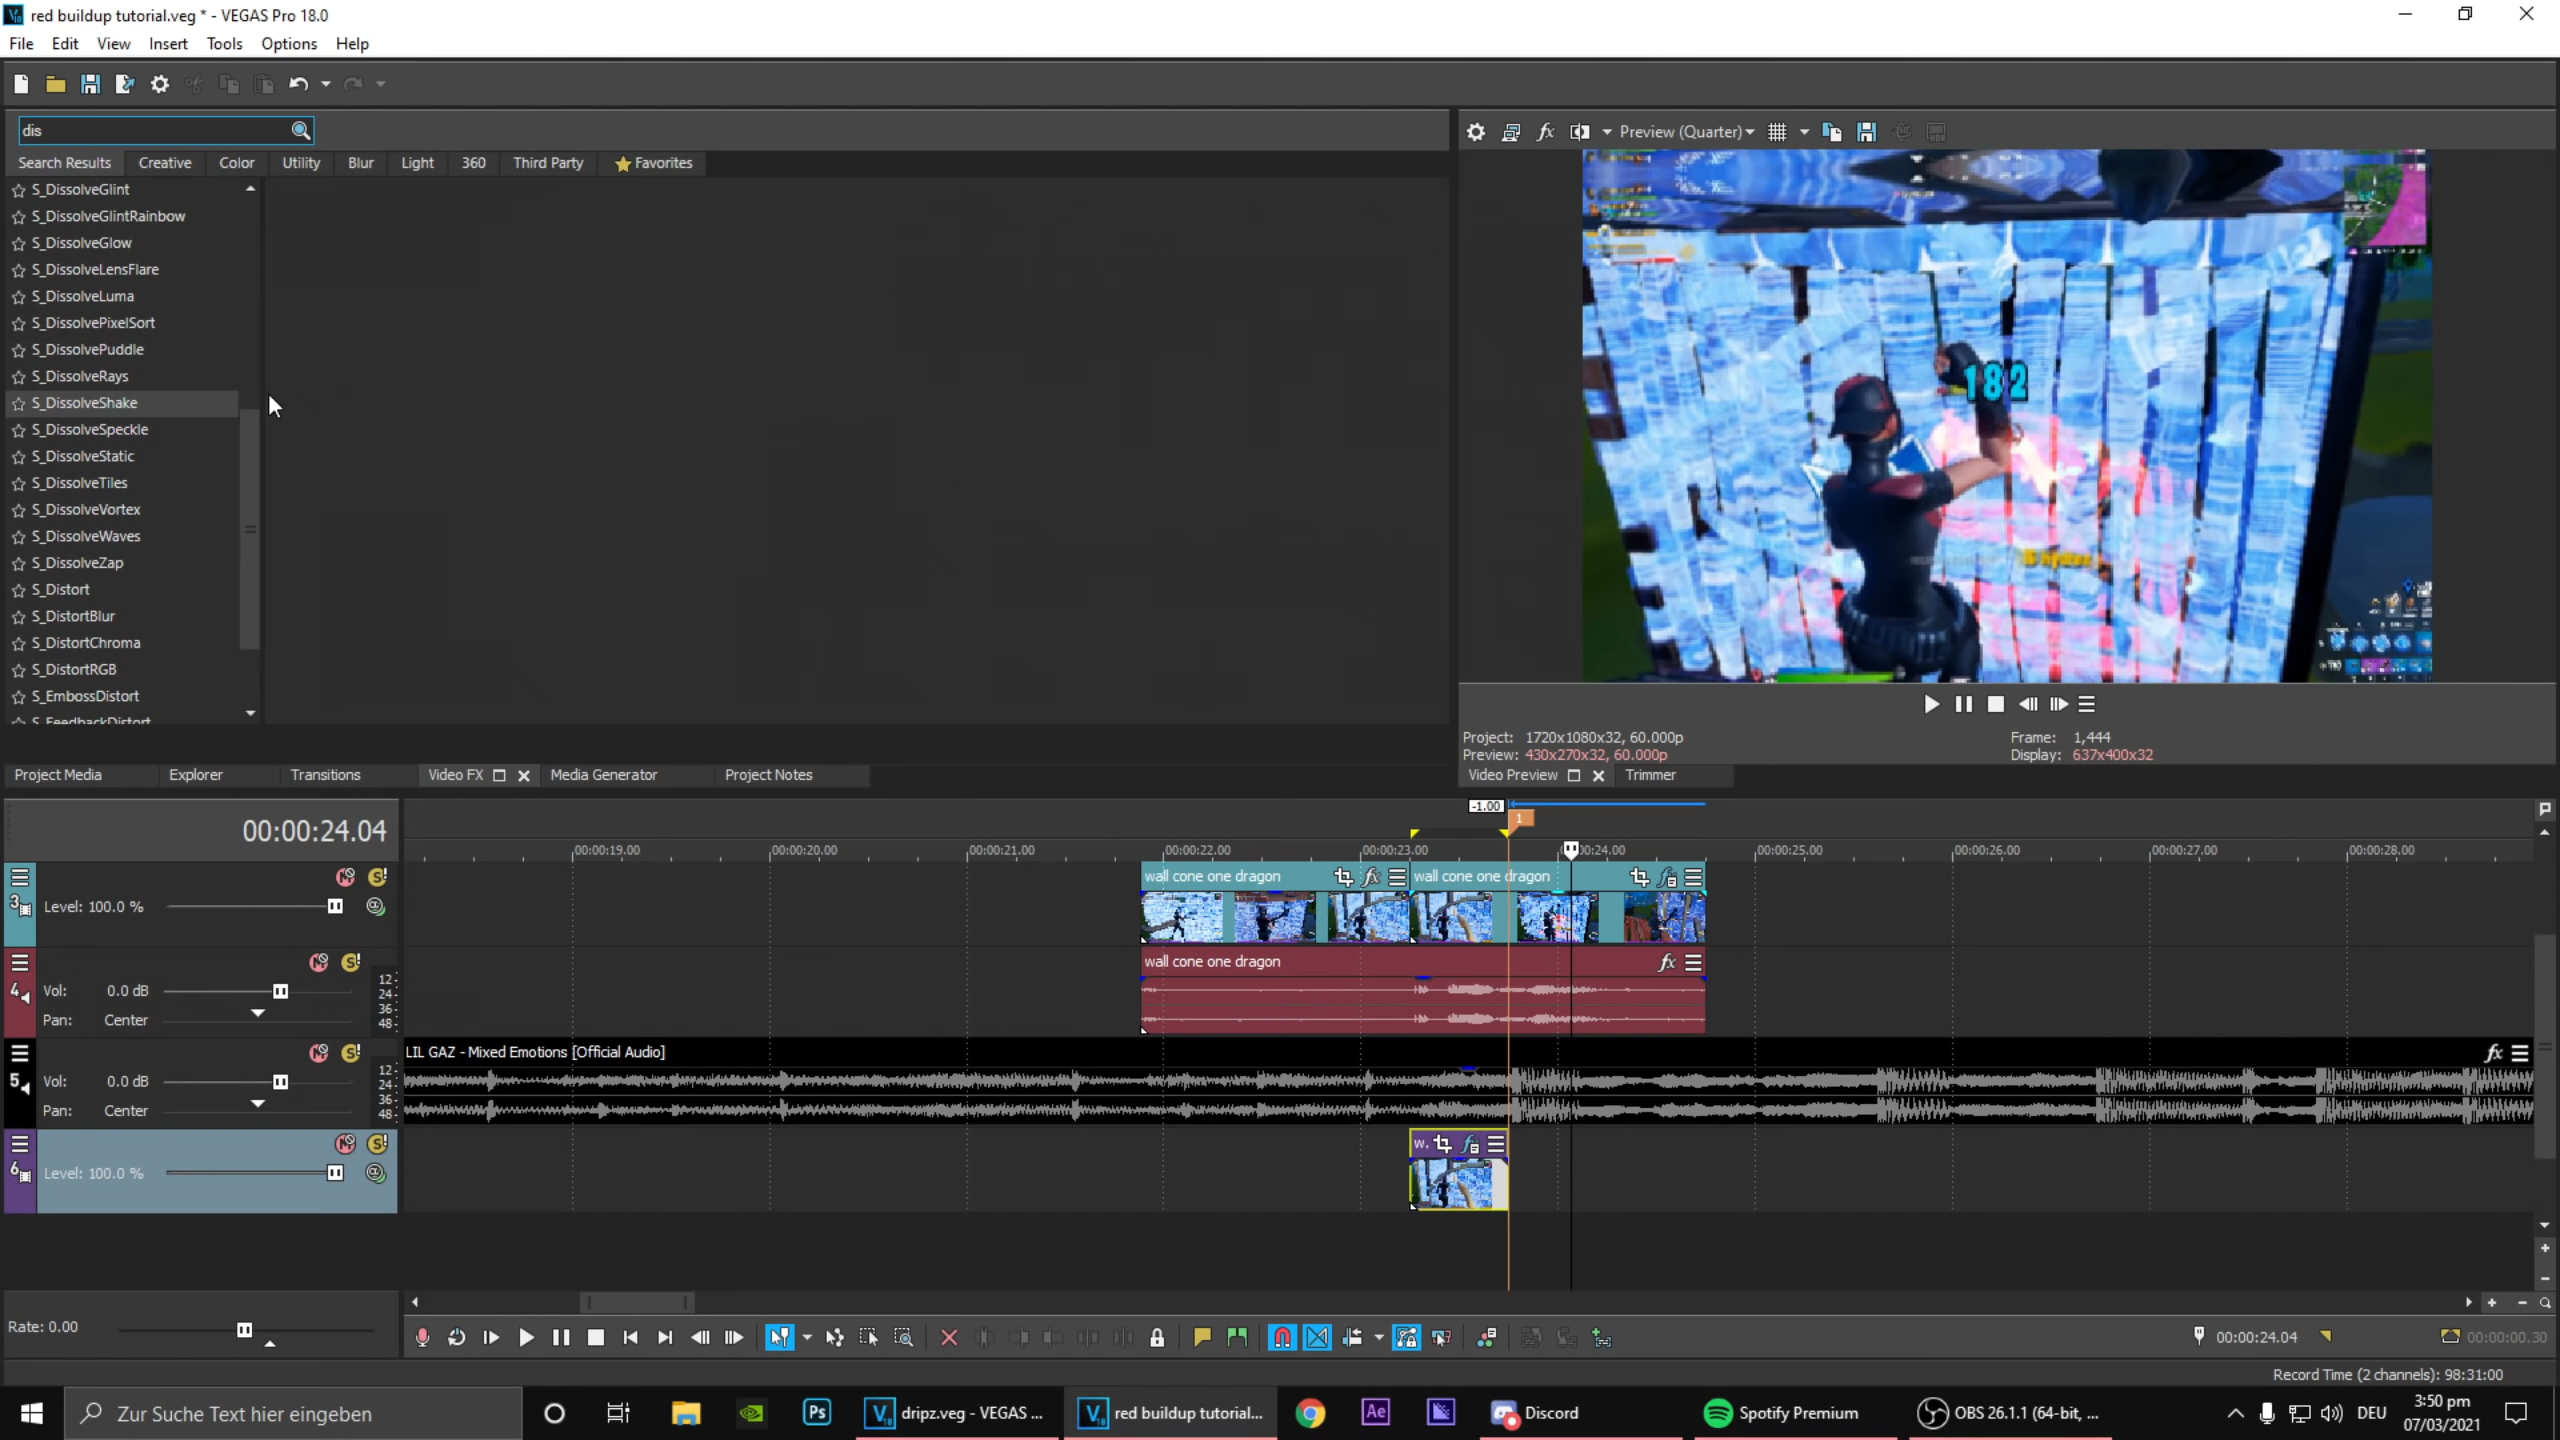 red buildup tutorial.veg * - VEGAS Pro 18.0
File Edit View Insert Tools Options Help
dis
Preview (Quarter)
Search Results Creative Color Utility Blur Light 360 Third Party Favorites
S_DissolveGlint
S_DissolveGlintRainbow
S_DissolveGlow
S_DissolveLensFlare
S_DissolveLuma
S_DissolvePixelSort
S_DissolvePuddle
S_DissolveRays
S_DissolveShake
S_DissolveSpeckle
S_DissolveStatic
S_DissolveTiles
S_DissolveVortex
S_DissolveWaves
S_DissolveZap
S_Distort
S_DistortBlur
S_DistortChroma
S_DistortRGB
S_EmbossDistort
S_FeedbackDistort
182
Project: 1720x1080x32, 60.000p Frame: 1,444
Preview: 430x270x32, 60.000p Display: 637x400x32
Project Media Explorer Transitions Video FX Media Generator Project Notes
Video Preview Trimmer
-1.00
1
00:00:24.04
00:00:19.00 00:00:20.00 00:00:21.00 00:00:22.00 00:00:23.00 00:24.00 00:00:25.00 00:00:26.00 00:00:27.00 00:00:28.00
3 Level: 100.0 %
wall cone one dragon fx wall cone one dragon
4 Vol: 0.0 dB
Pan: Center
12
24
36
48
wall cone one dragon fx
5 Vol: 0.0 dB
Pan: Center
12
24
36
48
LIL GAZ - Mixed Emotions [Official Audio] fx
6 Level: 100.0 %
w.
Rate: 0.00
00:00:24.04 00:00:00.30
Record Time (2 channels): 98:31:00
Zur Suche Text hier eingeben
Ps
dripz.veg - VEGAS ...
red buildup tutorial...
Ae
Discord
Spotify Premium
OBS 26.1.1 (64-bit, ...
DEU
3:50 pm
07/03/2021